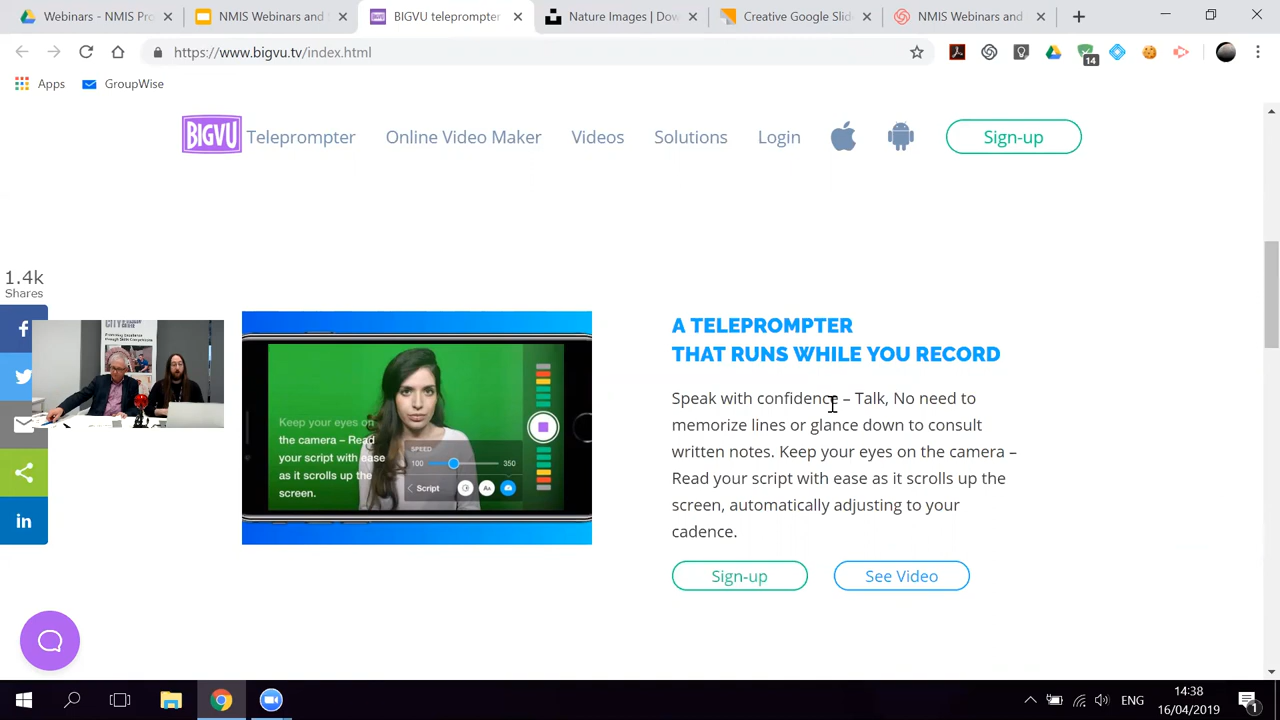 Webinars - NMIS Pro
NMIS Webinars and
BIGVU teleprompter
Nature Images | Dow
Creative Google Slid
NMIS Webinars and
https://www.bigvu.tv/index.html
14
Apps
GroupWise
BIGVU Teleprompter
Online Video Maker
Videos
Solutions
Login
Sign-up
1.4k
Shares
CITY
A TELEPROMPTER
THAT RUNS WHILE YOU RECORD
Speak with confidence – Talk, No need to
memorize lines or glance down to consult
written notes. Keep your eyes on the camera –
Read your script with ease as it scrolls up the
screen, automatically adjusting to your
cadence.
Sign-up
See Video
Keep your eyes on
the camera – Read
your script with ease
as it scrolls up the
screen.
SPEED
100
350
Script
AA
f
in
ENG
14:38
16/04/2019
1